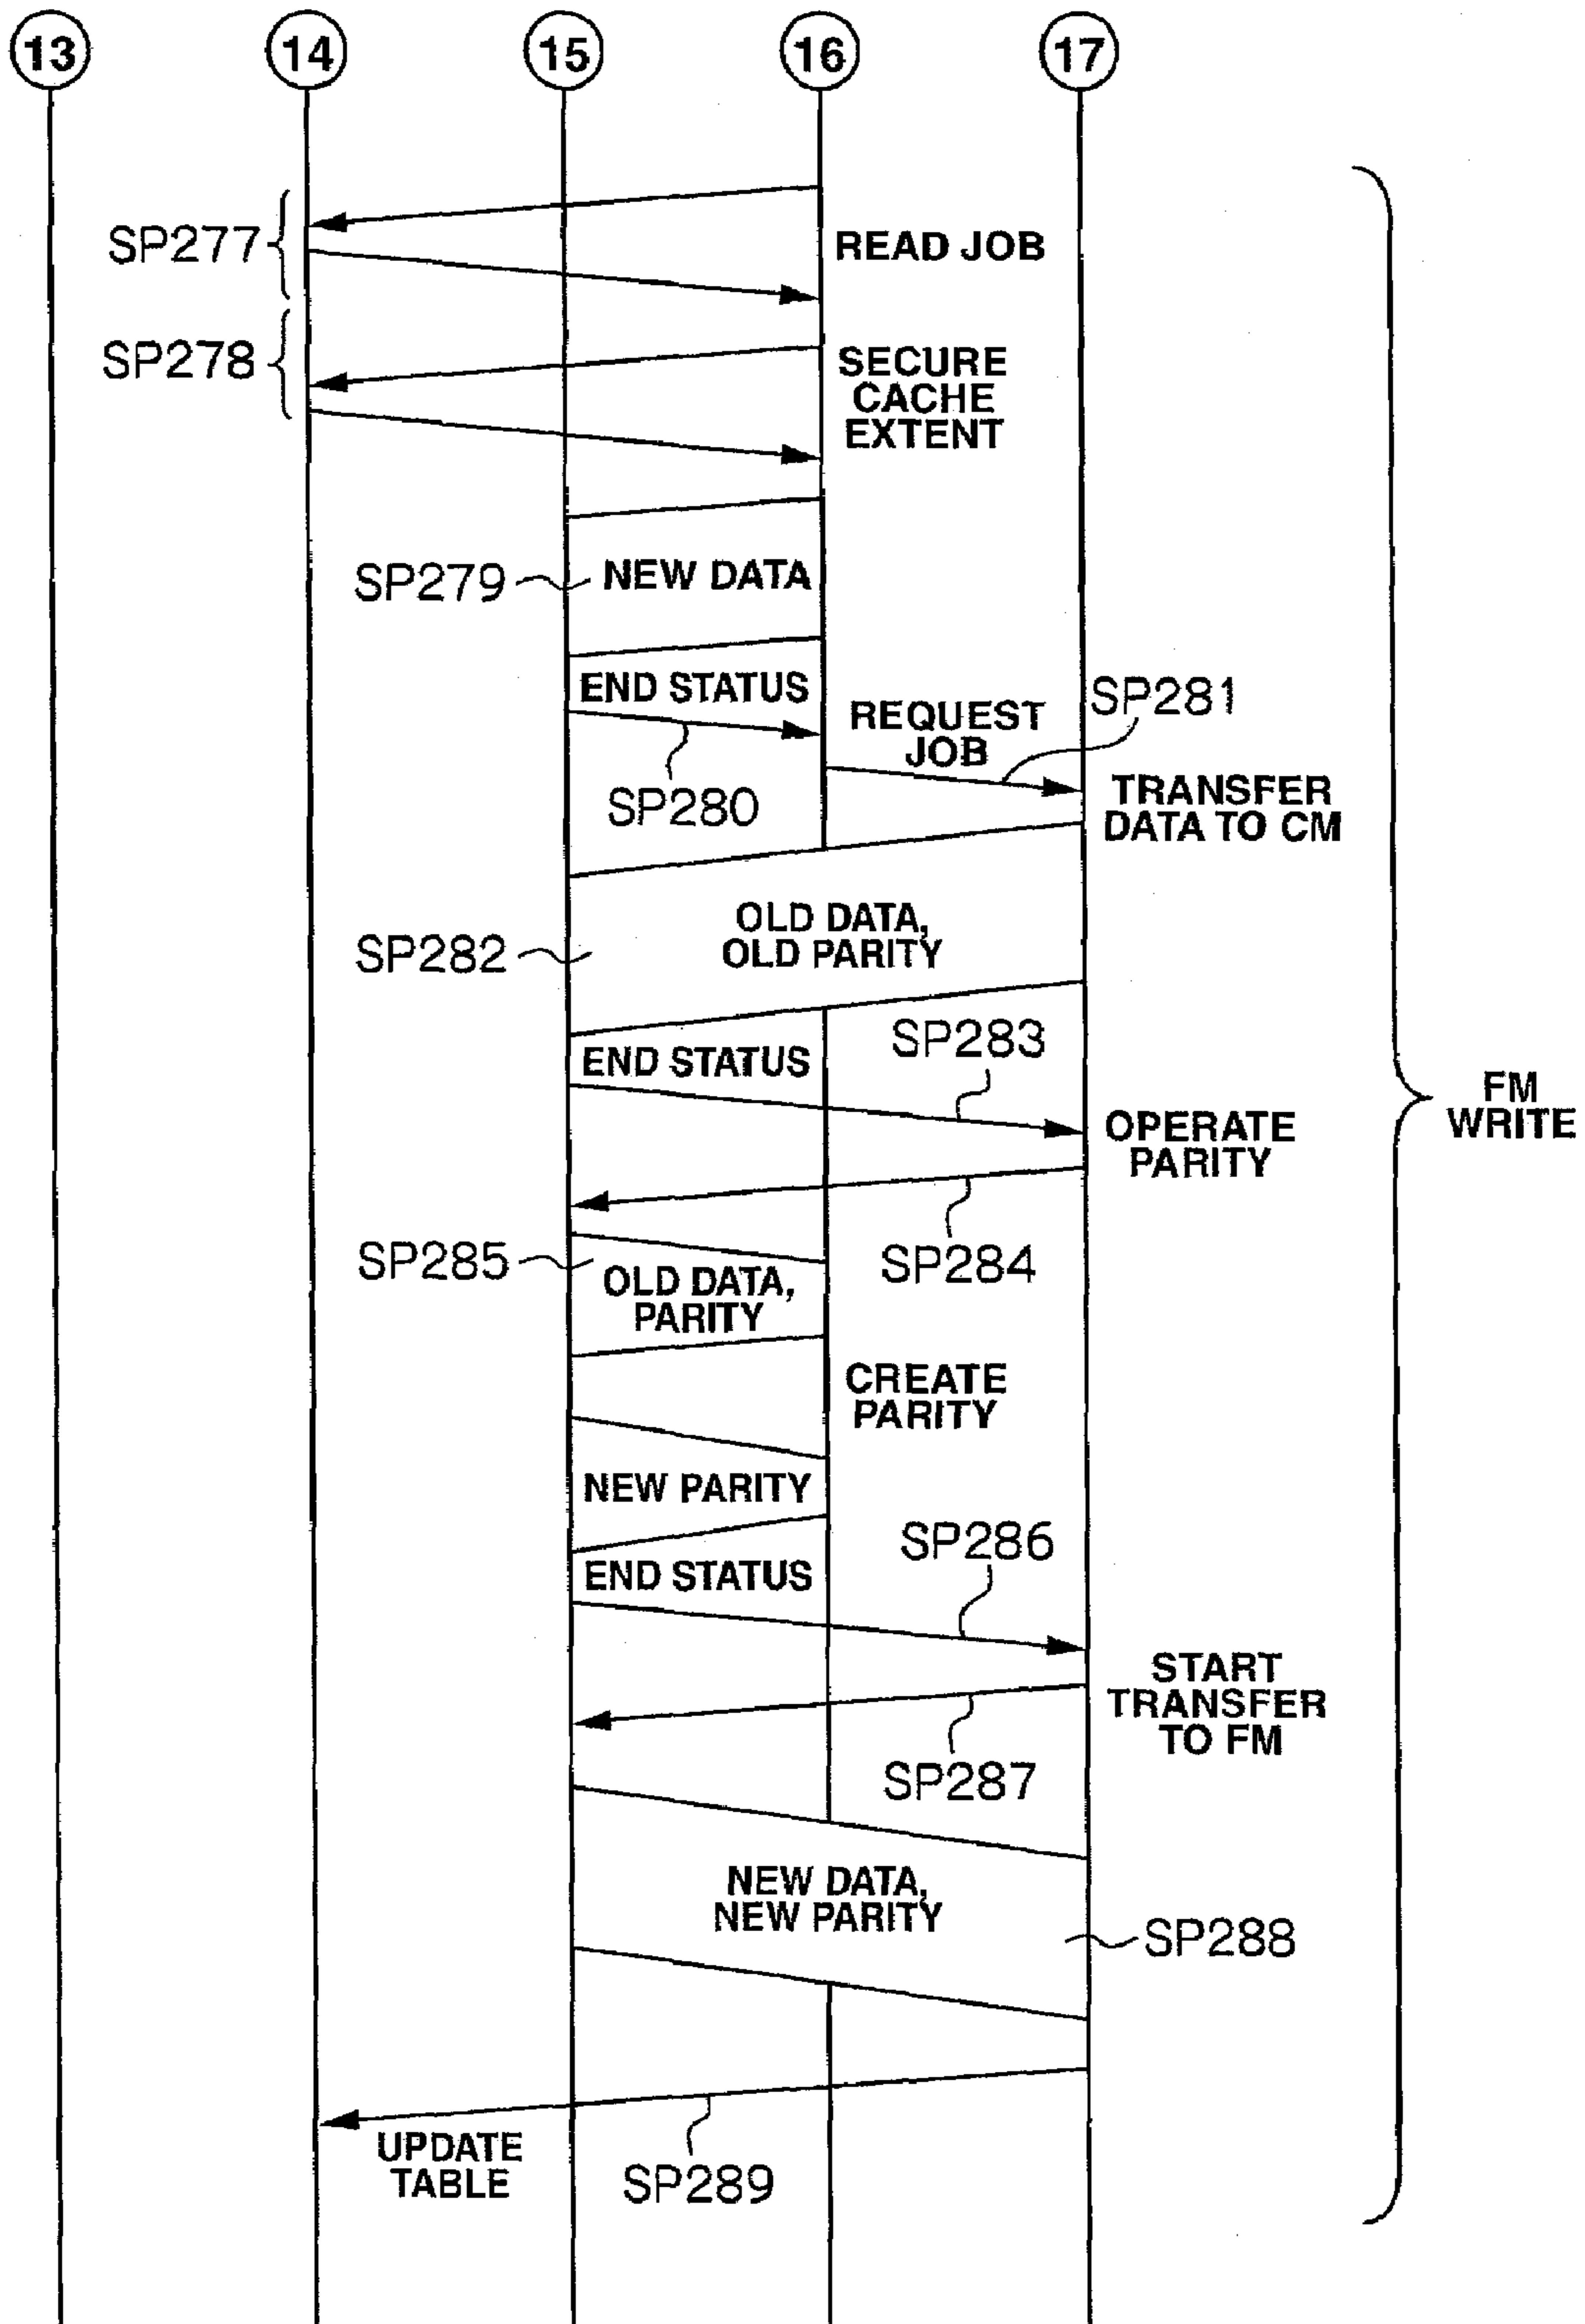 13
14
15
16
17
SP277
READ JOB
SP278
SECURE
CACHE
EXTENT
SP279
NEW DATA
END STATUS
SP280
REQUEST
JOB
SP281
TRANSFER
DATA TO CM
SP282
OLD DATA,
OLD PARITY
END STATUS
SP283
OPERATE
PARITY
SP284
SP285
OLD DATA,
PARITY
CREATE
PARITY
NEW PARITY
END STATUS
SP286
START
TRANSFER
TO FM
SP287
NEW DATA,
NEW PARITY
SP288
UPDATE
TABLE
SP289
FM
WRITE